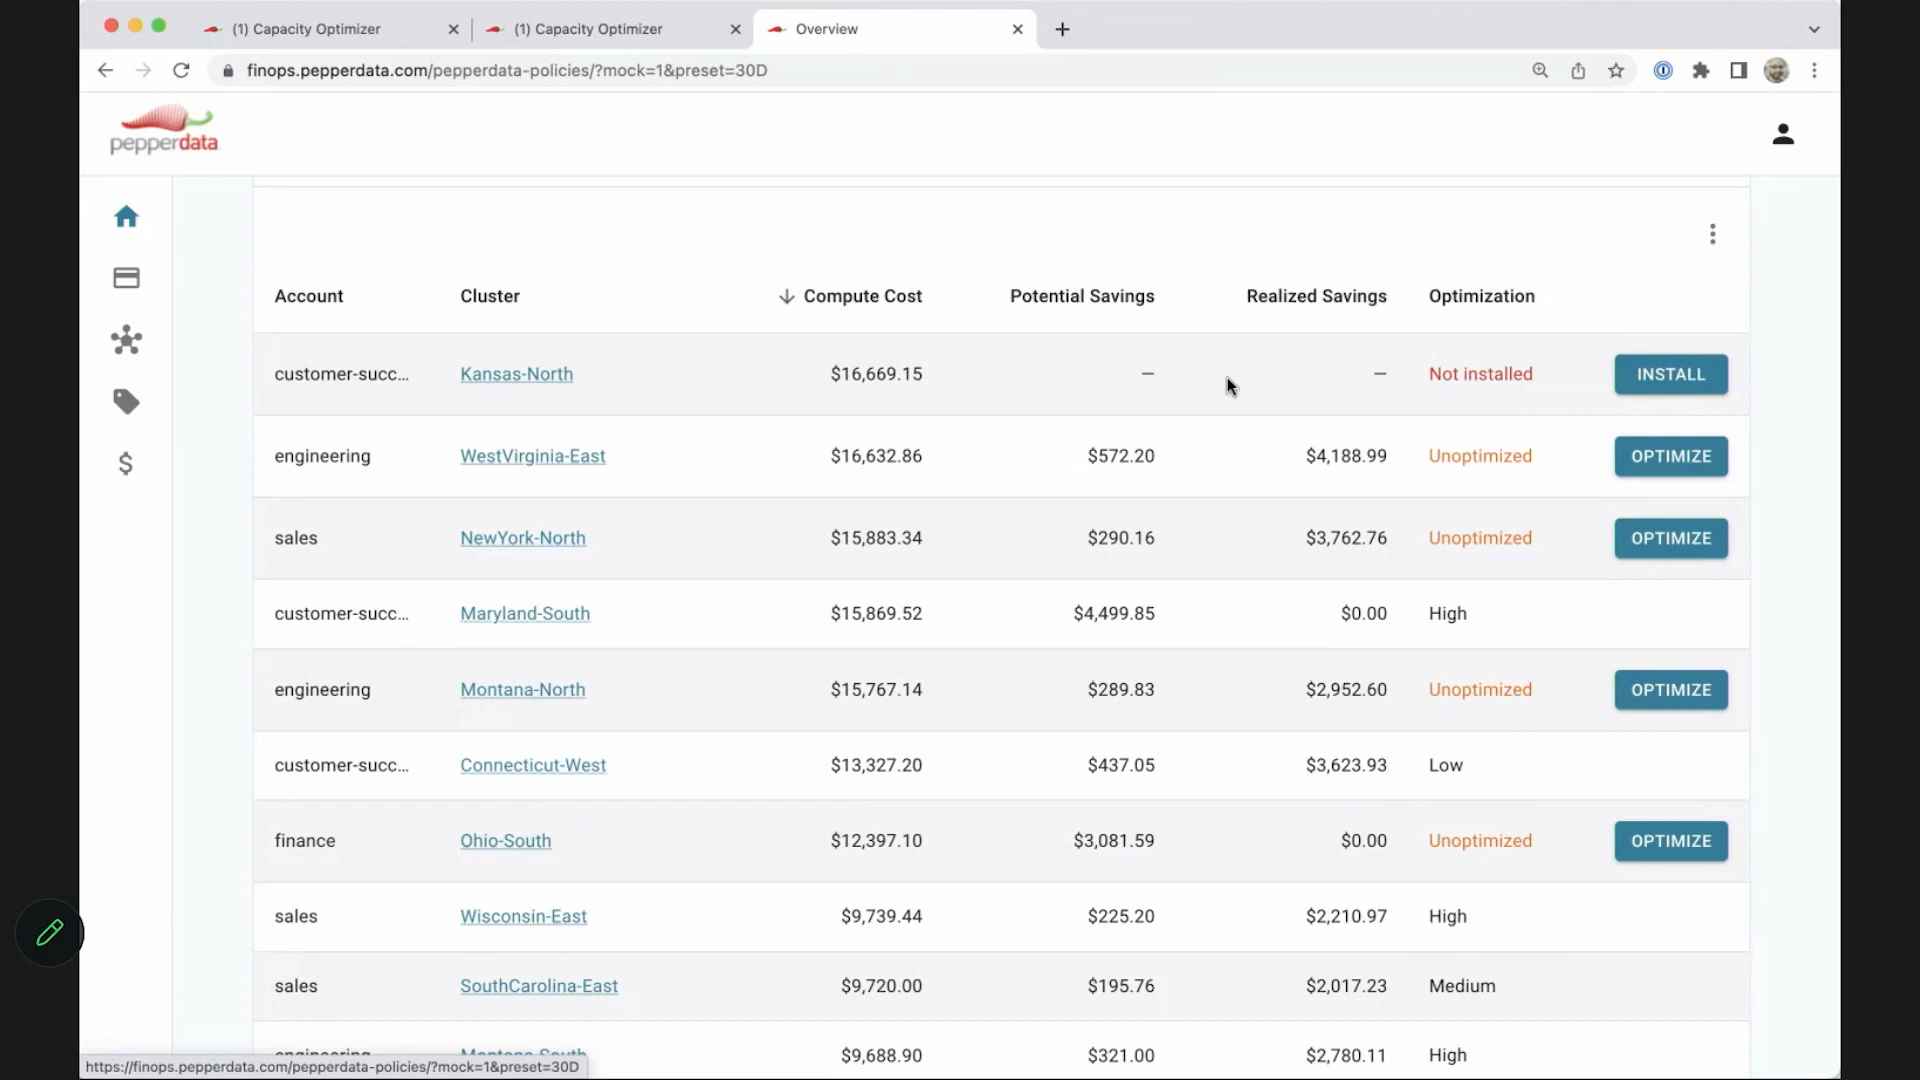 (1) Capacity Optimizer
(1) Capacity Optimizer
Overview
finops.pepperdata.com/pepperdata-policies/?mock=1&preset=30D
pepperdata
Account Cluster Compute Cost Potential Savings Realized Savings Optimization
customer-succ... Kansas-North $16,669.15 – – Not installed INSTALL
engineering WestVirginia-East $16,632.86 $572.20 $4,188.99 Unoptimized OPTIMIZE
sales NewYork-North $15,883.34 $290.16 $3,762.76 Unoptimized OPTIMIZE
customer-succ... Maryland-South $15,869.52 $4,499.85 $0.00 High
engineering Montana-North $15,767.14 $289.83 $2,952.60 Unoptimized OPTIMIZE
customer-succ... Connecticut-West $13,327.20 $437.05 $3,623.93 Low
finance Ohio-South $12,397.10 $3,081.59 $0.00 Unoptimized OPTIMIZE
sales Wisconsin-East $9,739.44 $225.20 $2,210.97 High
sales SouthCarolina-East $9,720.00 $195.76 $2,017.23 Medium
engineering Montana-South $9,688.90 $321.00 $2,780.11 High
https://finops.pepperdata.com/pepperdata-policies/?mock=1&preset=30D